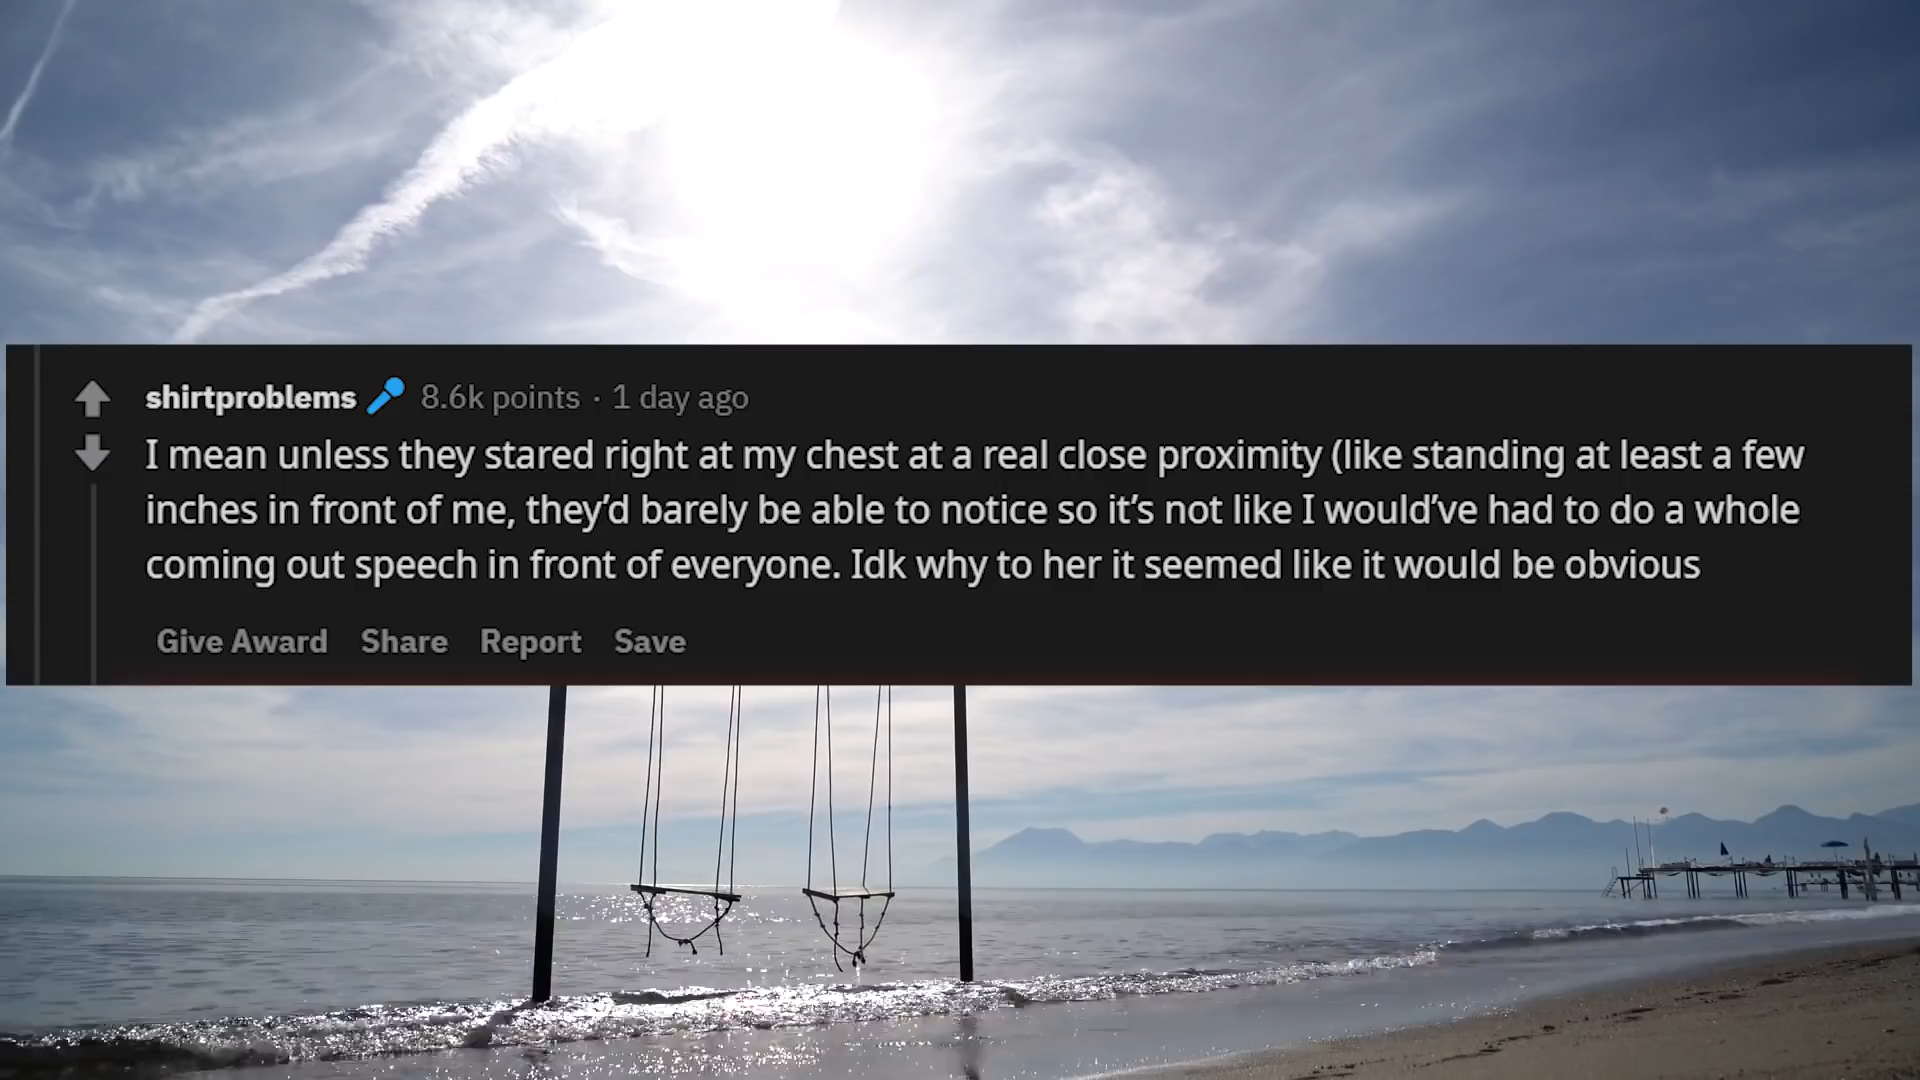 shirtproblems 8.6k points · 1 day ago
I mean unless they stared right at my chest at a real close proximity (like standing at least a few
inches in front of me, they’d barely be able to notice so it’s not like I would’ve had to do a whole
coming out speech in front of everyone. Idk why to her it seemed like it would be obvious
Give Award Share Report Save